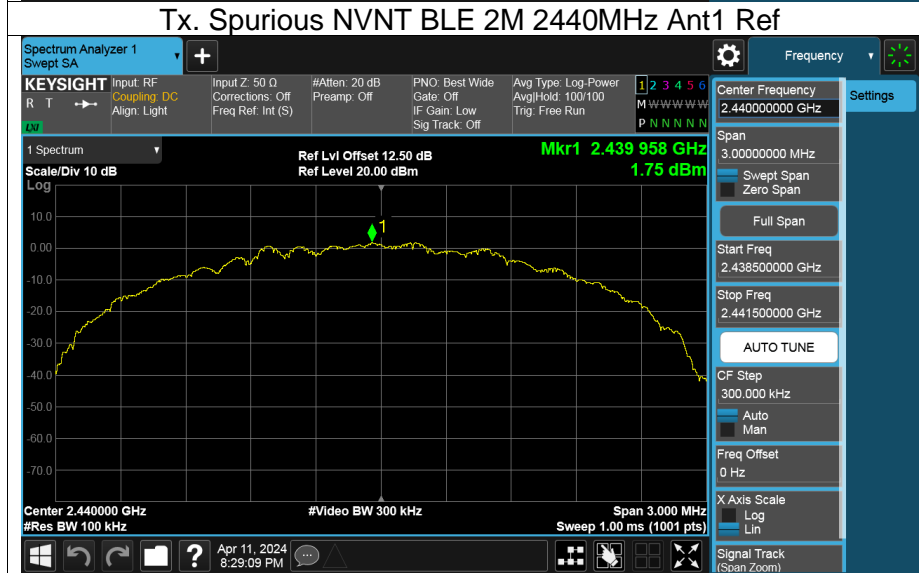 Tx. Spurious NVNT BLE 2M 2440MHz Ant1 Ref
Spectrum Analyzer 1
Swept SA
+
Frequency
KEYSIGHT
R T
LXI
Input: RF
Coupling: DC
Align: Light
Input Z: 50 Ω
Corrections: Off
Freq Ref: Int (S)
#Atten: 20 dB
Preamp: Off
PNO: Best Wide
Gate: Off
IF Gain: Low
Sig Track: Off
Avg Type: Log-Power
Avg|Hold: 100/100
Trig: Free Run
1 2 3 4 5 6
M W W W W W
P N N N N N
1 Spectrum
Scale/Div 10 dB
Ref Lvl Offset 12.50 dB
Ref Level 20.00 dBm
Mkr1 2.439 958 GHz
1.75 dBm
Log
10.0
0.00
-10.0
-20.0
-30.0
-40.0
-50.0
-60.0
-70.0
1
Center 2.440000 GHz
#Res BW 100 kHz
#Video BW 300 kHz
Span 3.000 MHz
Sweep 1.00 ms (1001 pts)
Center Frequency
2.440000000 GHz
Settings
Span
3.00000000 MHz
Swept Span
Zero Span
Full Span
Start Freq
2.438500000 GHz
Stop Freq
2.441500000 GHz
AUTO TUNE
CF Step
300.000 kHz
Auto
Man
Freq Offset
0 Hz
X Axis Scale
Log
Lin
Signal Track
(Span Zoom)
?
Apr 11, 2024
8:29:09 PM